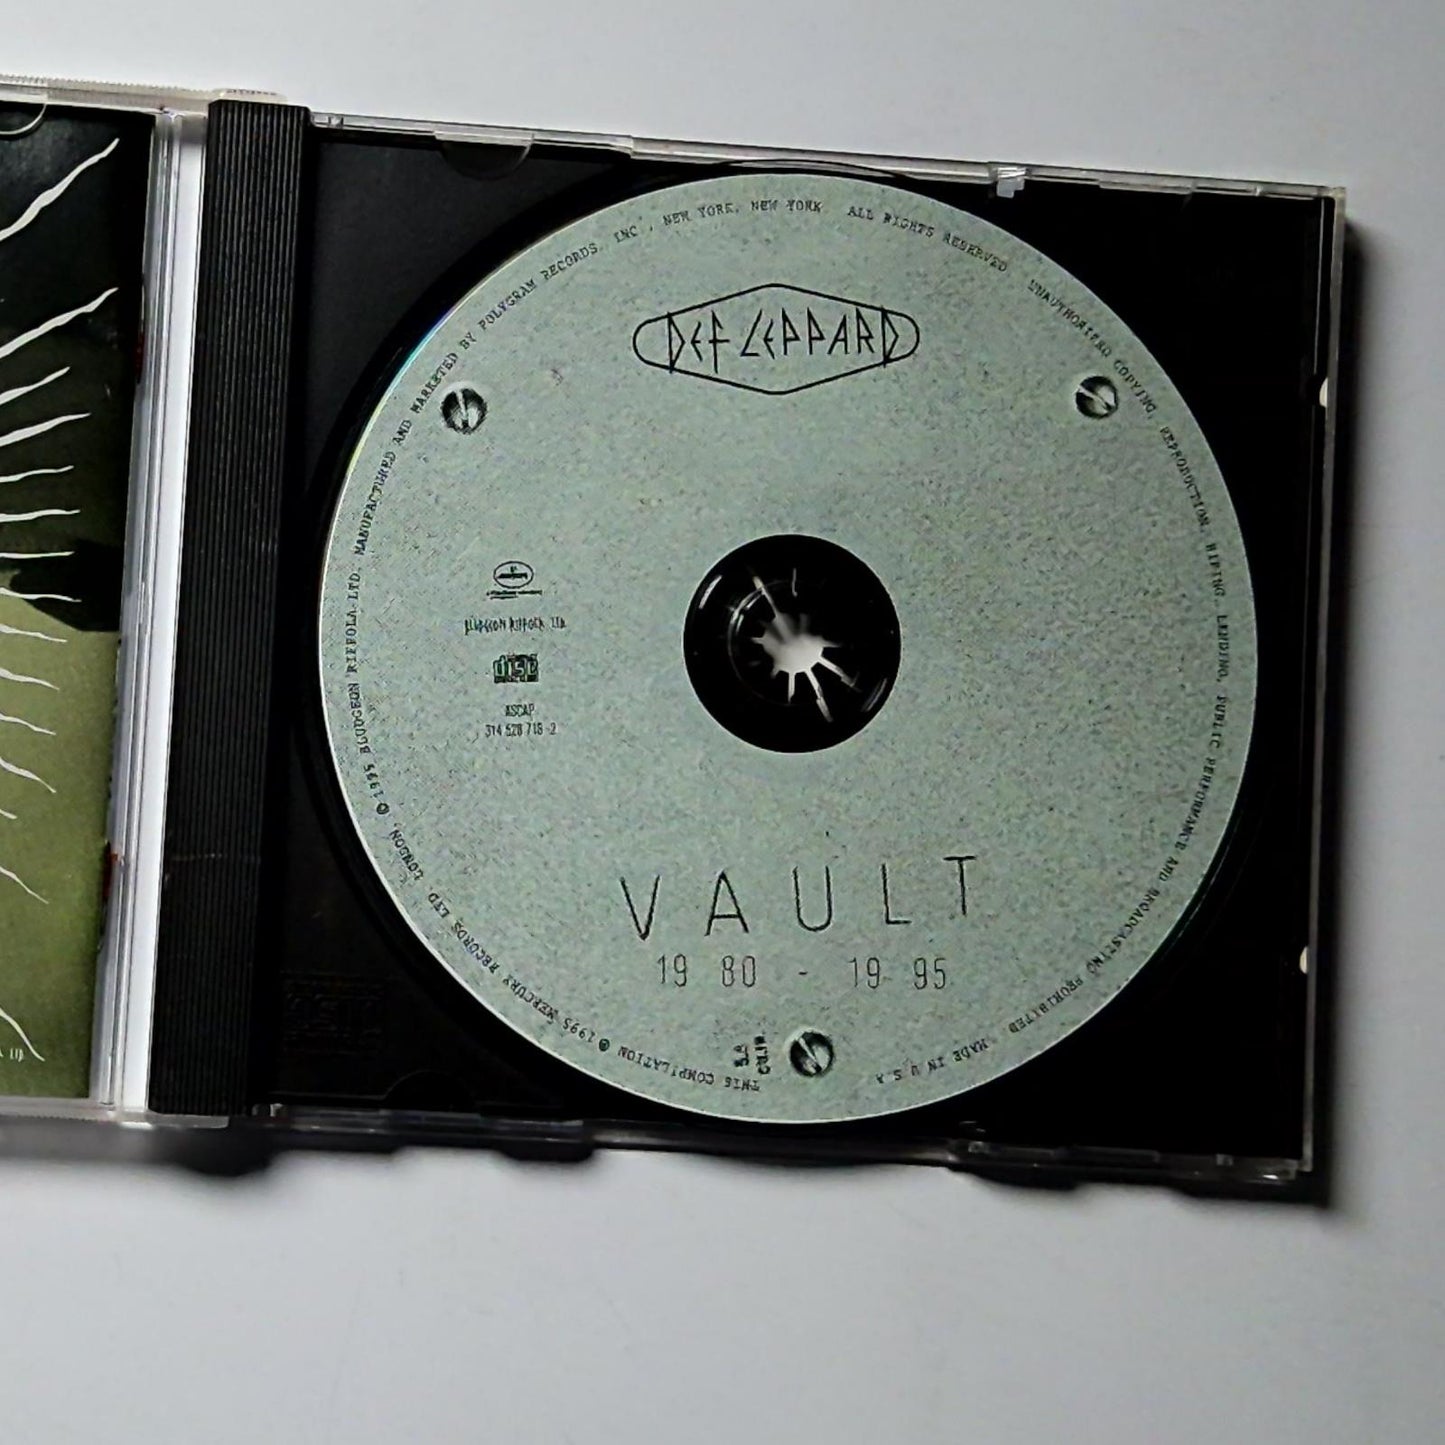 DEF LEPPARD
BLUDGEON RIFFOLA LTD.
disc
ASCAP
314 528 718-2
VAULT
19 80 - 19 95
THIS COMPILATION ℗ 1995 MERCURY RECORDS LTD. LONDON, © 1995 BLUDGEON RIFFOLA LTD. MANUFACTURED AND MARKETED BY POLYGRAM RECORDS, INC., NEW YORK, NEW YORK. ALL RIGHTS RESERVED. UNAUTHORIZED COPYING, REPRODUCTION, HIRING, LENDING, PUBLIC PERFORMANCE AND BROADCASTING PROHIBITED. MADE IN U.S.A.